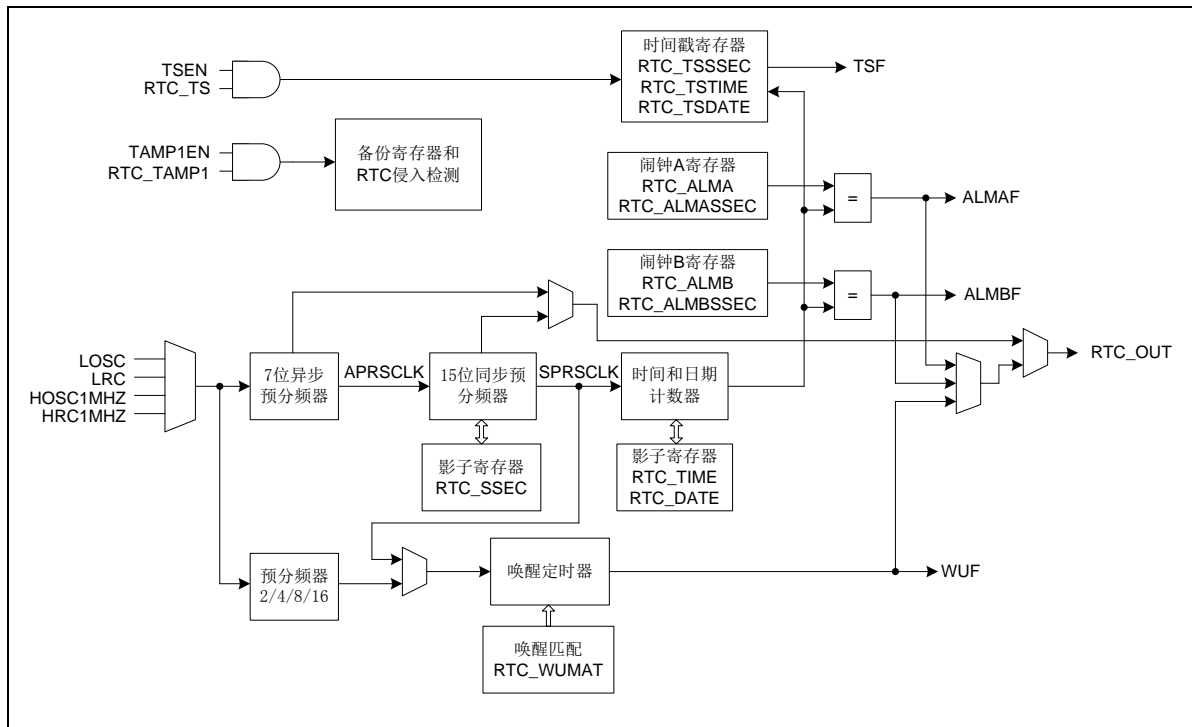 TSEN
RTC_TS
时间戳寄存器
RTC_TSSSEC
RTC_TSTIME
RTC_TSDATE
TSF
TAMP1EN
RTC_TAMP1
备份寄存器和
RTC侵入检测
闹钟A寄存器
RTC_ALMA
RTC_ALMASSEC
=
ALMAF
闹钟B寄存器
RTC_ALMB
RTC_ALMBSSEC
=
ALMBF
LOSC
LRC
HOSC1MHZ
HRC1MHZ
7位异步
预分频器
APRSCLK
15位同步预
分频器
SPRSCLK
时间和日期
计数器
RTC_OUT
影子寄存器
RTC_SSEC
影子寄存器
RTC_TIME
RTC_DATE
预分频器
2/4/8/16
唤醒定时器
WUF
唤醒匹配
RTC_WUMAT